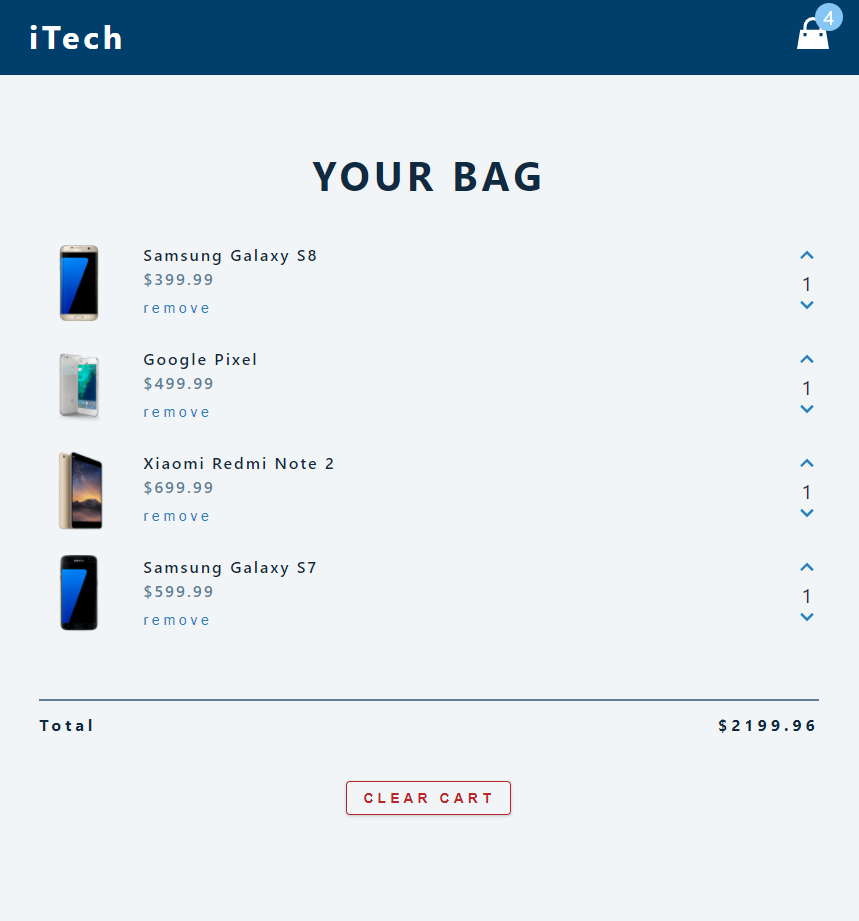 iTech
4
YOUR BAG
Samsung Galaxy S8
$399.99
1
remove
Google Pixel
$499.99
1
remove
Xiaomi Redmi Note 2
$699.99
1
remove
Samsung Galaxy S7
$599.99
1
remove
Total $2199.96
CLEAR CART